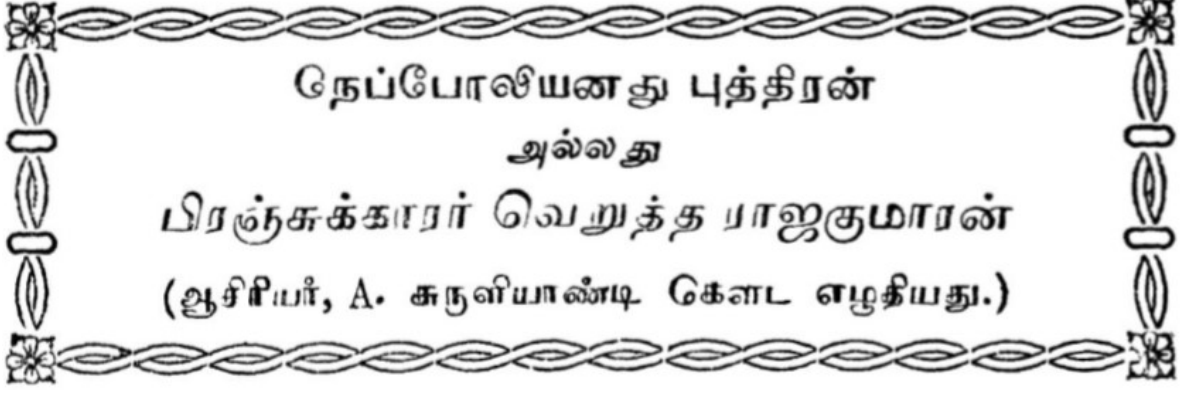 நேப்போலியனது புத்திரன்
அல்லது
பிரஞ்சுக்காரர் வெறுத்த ராஜகுமாரன்
(ஆசிரியர், A. சுருளியாண்டி கௌட எழுதியது.)